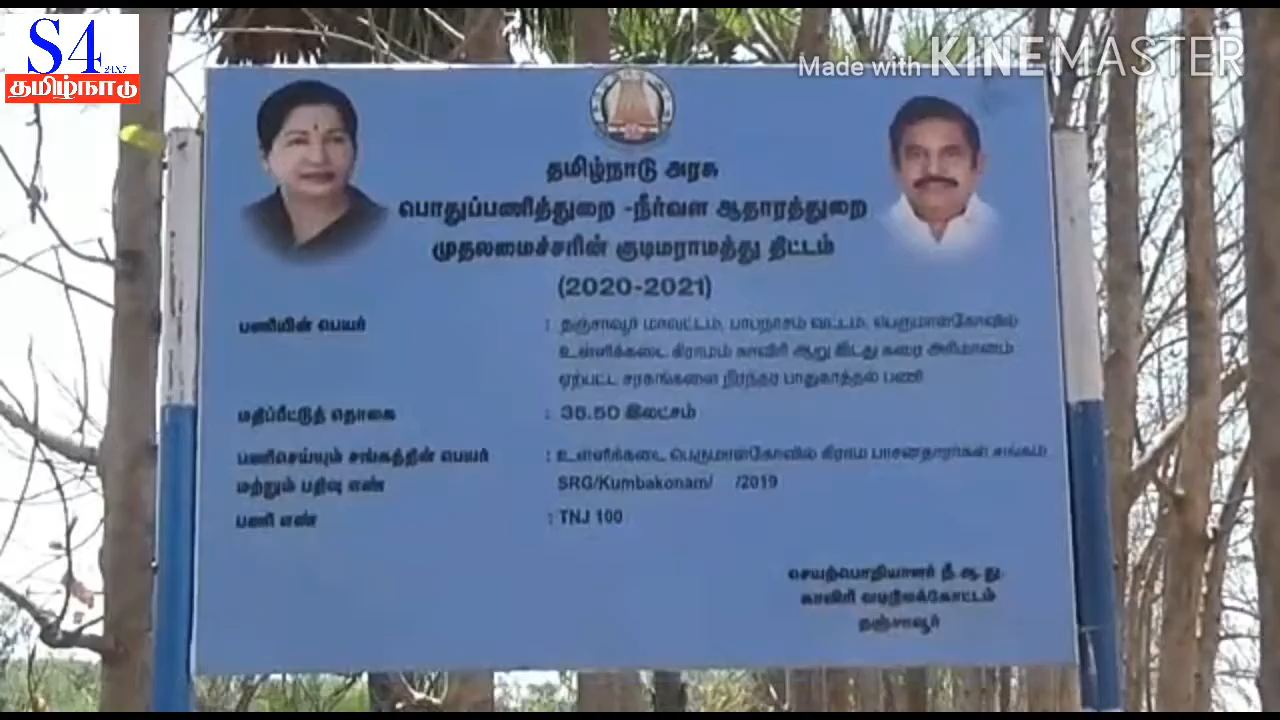 S4
24X7
தமிழ்நாடு
Made with KINEMASTER
தமிழ்நாடு அரசு
பொதுப்பணித்துறை -நீர்வள ஆதாரத்துறை
முதலமைச்சரின் குடிமராமத்து திட்டம்
(2020-2021)
பணியின் பெயர் : தஞ்சாவூர் மாவட்டம், பாபநாசம் வட்டம், பெருமாள்கோவில்
உள்ளிக்கடை கிராமம் காவிரி ஆறு இடது கரை அரிமானம்
ஏற்பட்ட சரகங்களை நிரந்தர பாதுகாத்தல் பணி
மதிப்பீட்டுத் தொகை : 36.50 இலட்சம்
பணிசெய்யும் சங்கத்தின் பெயர் : உள்ளிக்கடை பெருமாள்கோவில் கிராம பாசனதாரர்கள் சங்கம்
மற்றும் பதிவு எண் SRG/Kumbakonam/ /2019
பணி எண் : TNJ 100
செயற்பொறியாளர் நீ.ஆ.து.
காவிரி வடிநிலக்கோட்டம்
தஞ்சாவூர்